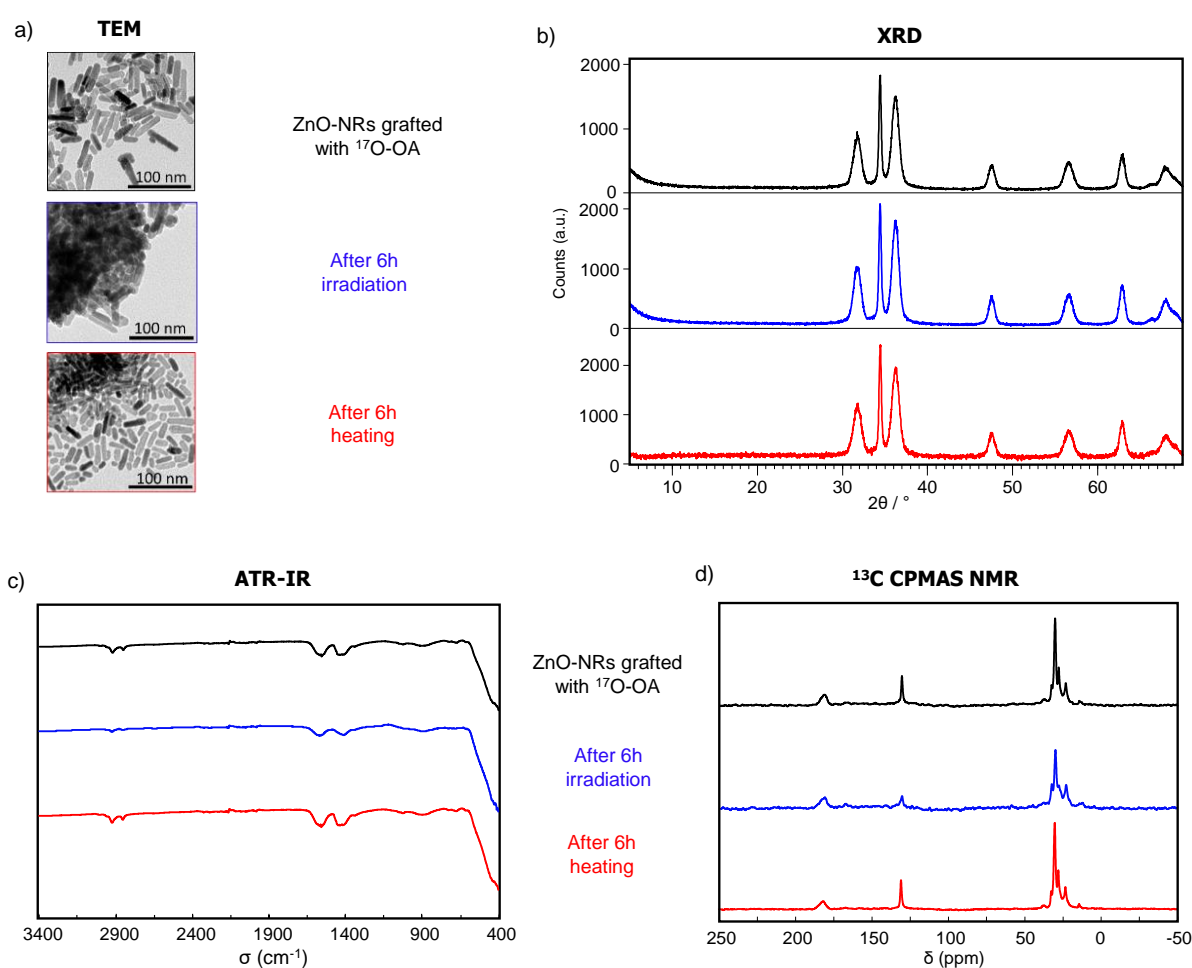 a)
TEM
100 nm
100 nm
100 nm
ZnO-NRs grafted
with ¹⁷O-OA
After 6h
irradiation
After 6h
heating
b)
XRD
2000
1000
0
2000
1000
0
2000
1000
0
Counts (a.u.)
10 20 30 40 50 60
2θ / °
c)
ATR-IR
3400 2900 2400 1900 1400 900 400
σ (cm⁻¹)
ZnO-NRs grafted
with ¹⁷O-OA
After 6h
irradiation
After 6h
heating
d)
¹³C CPMAS NMR
250 200 150 100 50 0 -50
δ (ppm)